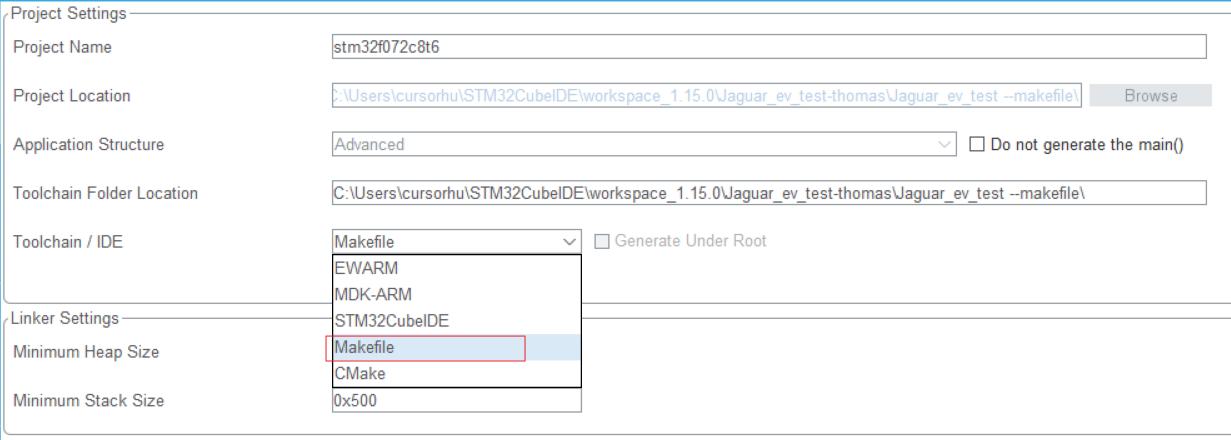 Project Settings
Project Name
stm32f072c8t6
Project Location
C:\Users\cursorhu\STM32CubeIDE\workspace_1.15.0\Jaguar_ev_test-thomas\Jaguar_ev_test --makefile\
Browse
Application Structure
Advanced
Do not generate the main()
Toolchain Folder Location
C:\Users\cursorhu\STM32CubeIDE\workspace_1.15.0\Jaguar_ev_test-thomas\Jaguar_ev_test --makefile\
Toolchain / IDE
Makefile
Generate Under Root
EWARM
MDK-ARM
STM32CubeIDE
Makefile
CMake
Linker Settings
Minimum Heap Size
Minimum Stack Size
0x500